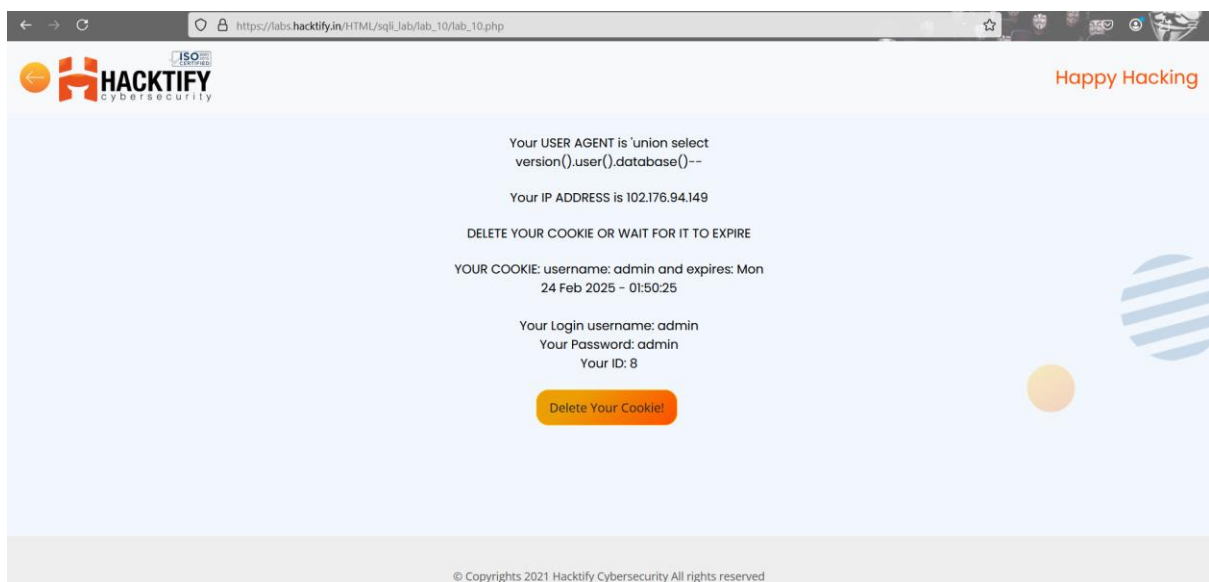 https://labs.hacktify.in/HTML/sqli_lab/lab_10/lab_10.php
ISO
CERTIFIED
HACKTIFY
cybersecurity
Happy Hacking
Your USER AGENT is 'union select
version().user().database()--
Your IP ADDRESS is 102.176.94.149
DELETE YOUR COOKIE OR WAIT FOR IT TO EXPIRE
YOUR COOKIE: username: admin and expires: Mon
24 Feb 2025 - 01:50:25
Your Login username: admin
Your Password: admin
Your ID: 8
Delete Your Cookie!
© Copyrights 2021 Hacktify Cybersecurity All rights reserved